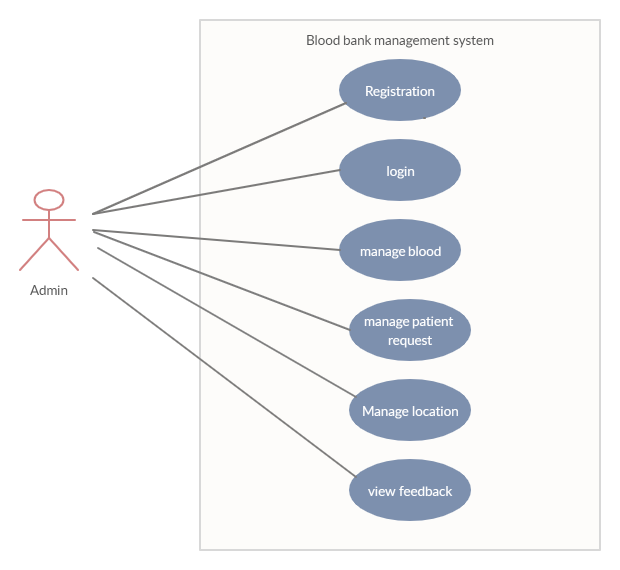 Blood bank management system
Registration
login
manage blood
manage patient
request
Manage location
view feedback
Admin